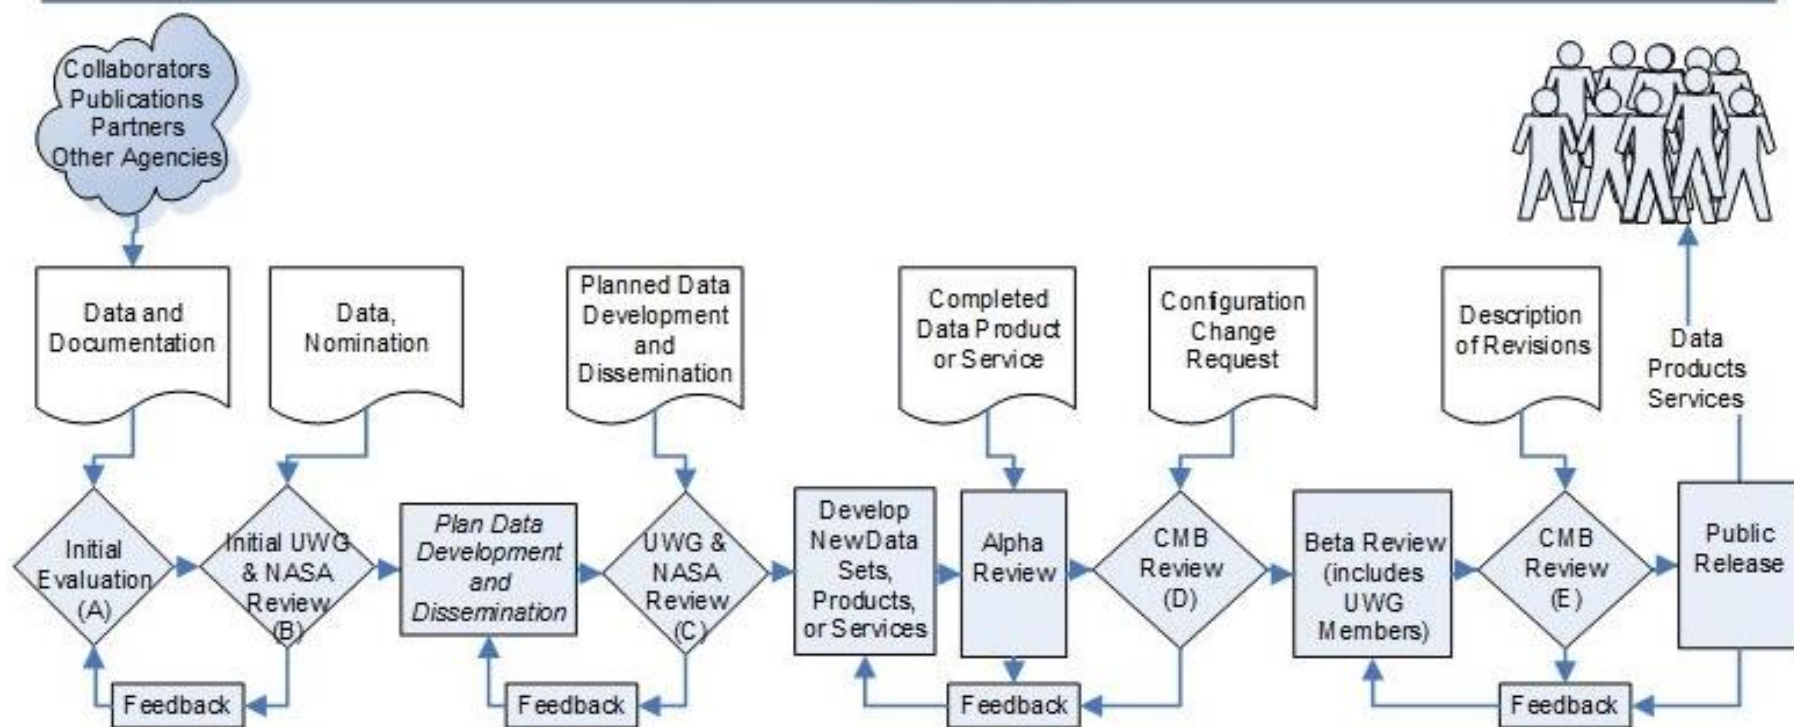 Collaborators
Publications
Partners
Other Agencies
Data and
Documentation
Data,
Nomination
Planned Data
Development
and
Dissemination
Completed
Data Product
or Service
Configuration
Change
Request
Description
of Revisions
Data
Products
Services
Initial
Evaluation
(A)
Initial UWG
& NASA
Review
(B)
Plan Data
Development
and
Dissemination
UWG &
NASA
Review
(C)
Develop
New Data
Sets,
Products,
or Services
Alpha
Review
CMB
Review
(D)
Beta Review
(includes
UWG
Members)
CMB
Review
(E)
Public
Release
Feedback
Feedback
Feedback
Feedback